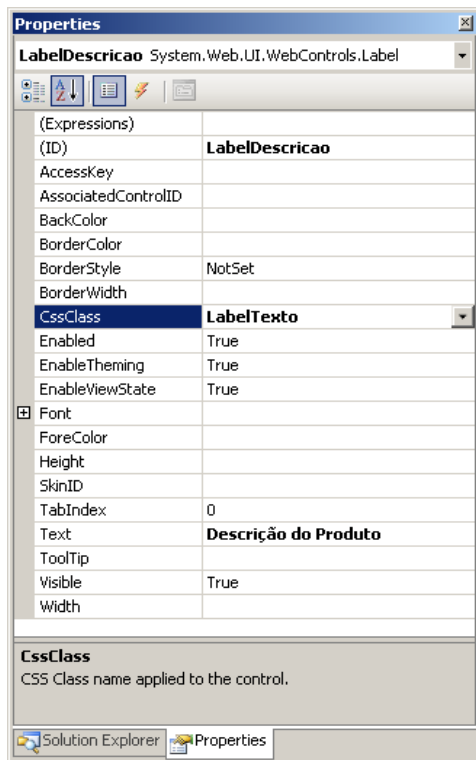 Properties
LabelDescricao System.Web.UI.WebControls.Label
(Expressions)
(ID) LabelDescricao
AccessKey
AssociatedControlID
BackColor
BorderColor
BorderStyle NotSet
BorderWidth
CssClass LabelTexto
Enabled True
EnableTheming True
EnableViewState True
Font
ForeColor
Height
SkinID
TabIndex 0
Text Descrição do Produto
ToolTip
Visible True
Width
CssClass
CSS Class name applied to the control.
Solution Explorer Properties